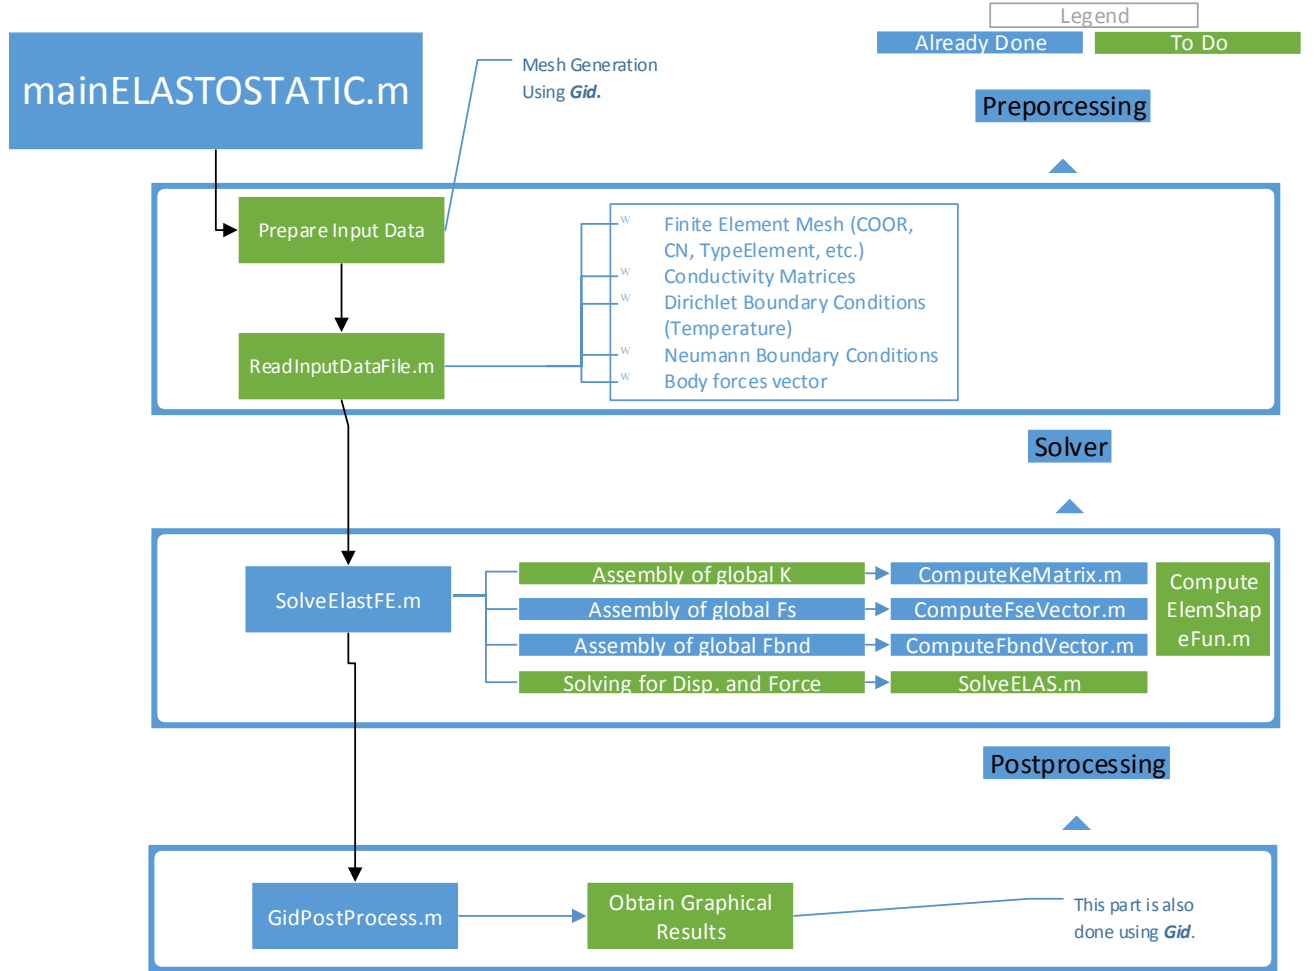 Legend
Already Done
To Do
mainELASTOSTATIC.m
Mesh Generation
Using Gid.
Preporcessing
Prepare Input Data
ReadInputDataFile.m
w Finite Element Mesh (COOR,
CN, TypeElement, etc.)
w Conductivity Matrices
w Dirichlet Boundary Conditions
(Temperature)
w Neumann Boundary Conditions
w Body forces vector
Solver
SolveElastFE.m
Assembly of global K
ComputeKeMatrix.m
Assembly of global Fs
ComputeFseVector.m
Assembly of global Fbnd
ComputeFbndVector.m
Solving for Disp. and Force
SolveELAS.m
Compute
ElemShap
eFun.m
Postprocessing
GidPostProcess.m
Obtain Graphical
Results
This part is also
done using Gid.